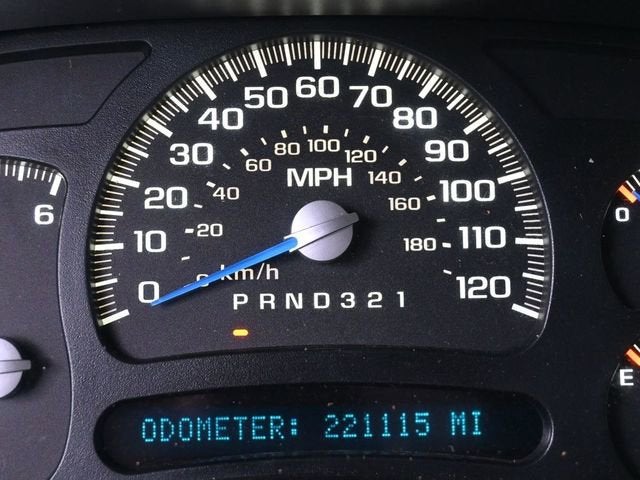 60
50 70
40 80
80 100 120
30 60 140 90
MPH
20 40 160 100
6 O
10 20 180 110
0 0 km/h 120
PRND321
E
ODOMETER: 221115 MI